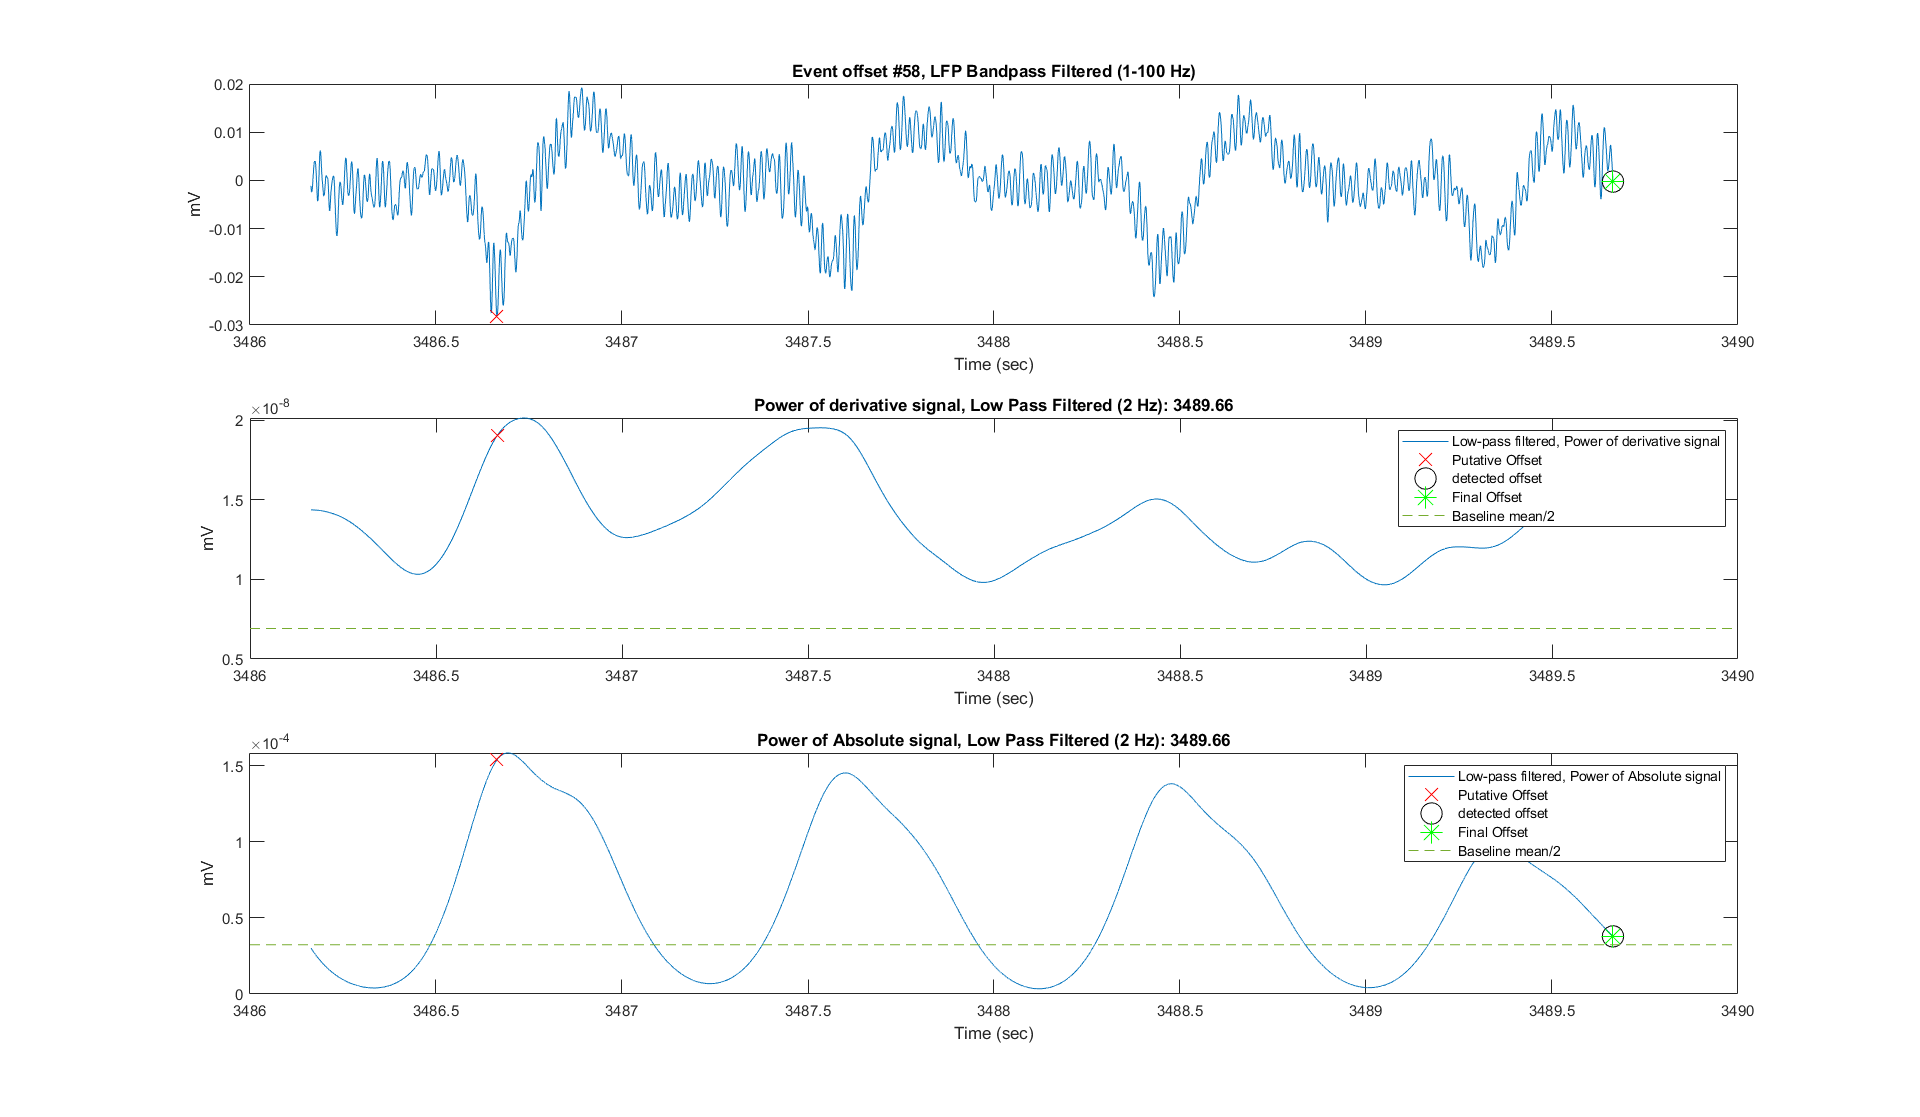 Event offset #58, LFP Bandpass Filtered (1-100 Hz)
0.02
0.01
0
-0.01
-0.02
-0.03
mV
3486 3486.5 3487 3487.5 3488 3488.5 3489 3489.5 3490
Time (sec)
Power of derivative signal, Low Pass Filtered (2 Hz): 3489.66
×10-8
2
1.5
1
0.5
mV
Low-pass filtered, Power of derivative signal
Putative Offset
detected offset
Final Offset
Baseline mean/2
3486 3486.5 3487 3487.5 3488 3488.5 3489 3489.5 3490
Time (sec)
Power of Absolute signal, Low Pass Filtered (2 Hz): 3489.66
×10-4
1.5
1
0.5
0
mV
Low-pass filtered, Power of Absolute signal
Putative Offset
detected offset
Final Offset
Baseline mean/2
3486 3486.5 3487 3487.5 3488 3488.5 3489 3489.5 3490
Time (sec)